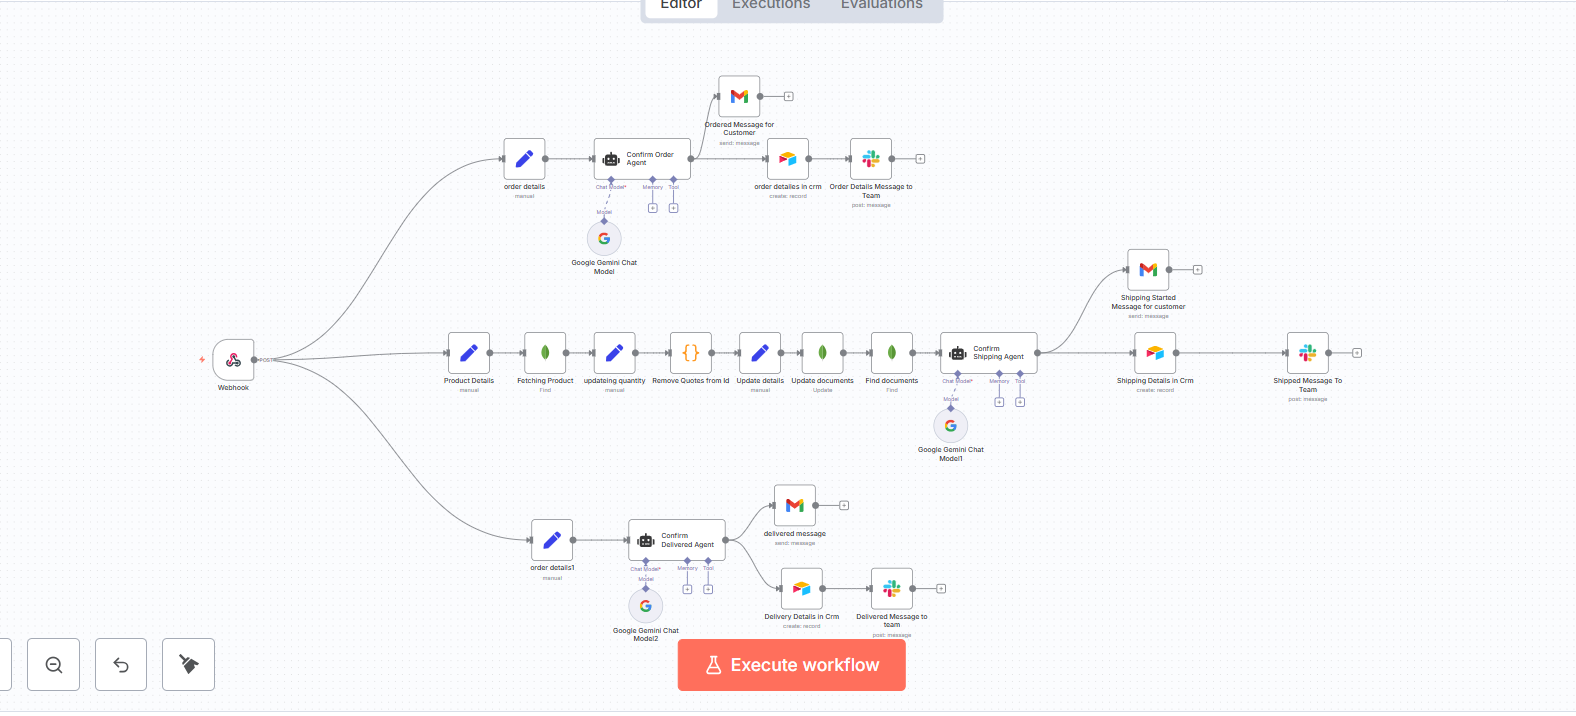 Editor
Executions
Evaluations
Ordered Message for
Customer
send: message
order details
manual
Confirm Order
Agent
Chat Model*
Memory
Tool
Model
Google Gemini Chat
Model
order detailes in crm
create: record
Order Details Message to
Team
post: message
Shipping Started
Message for customer
send: message
Webhook
POST
Product Details
manual
Fetching Product
Find
updateing quantity
manual
Remove Quotes from Id
Update details
manual
Update documents
Update
Find documents
Find
Confirm
Shipping Agent
Chat Model*
Memory
Tool
Model
Google Gemini Chat
Model1
Shipping Details in Crm
create: record
Shipped Message To
Team
post: message
order details1
manual
Confirm
Delivered Agent
Chat Model*
Memory
Tool
Model
Google Gemini Chat
Model2
delivered message
send: message
Delivery Details in Crm
create: record
Delivered Message to
team
post: message
Execute workflow